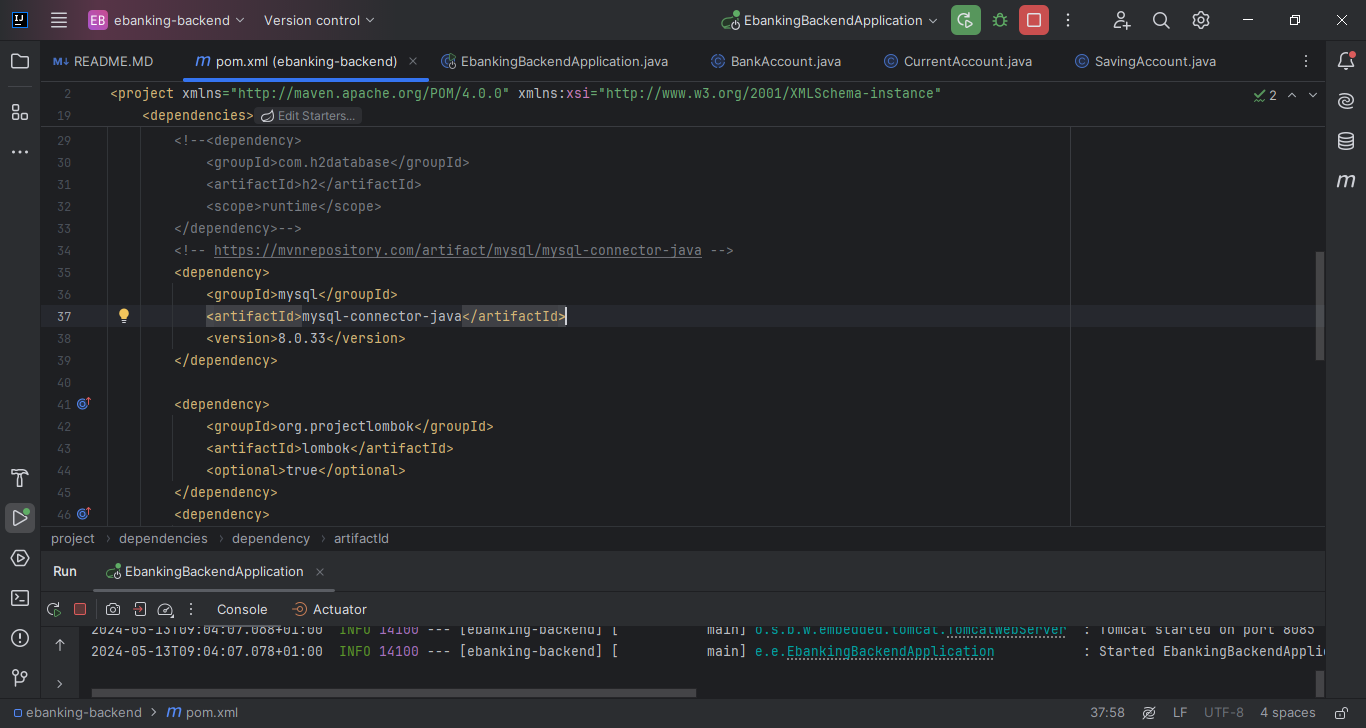 EB ebanking-backend Version control EbankingBackendApplication
M↓ README.MD m pom.xml (ebanking-backend) EbankingBackendApplication.java BankAccount.java CurrentAccount.java SavingAccount.java
2 <project xmlns="http://maven.apache.org/POM/4.0.0" xmlns:xsi="http://www.w3.org/2001/XMLSchema-instance" 2
19 <dependencies> Edit Starters...
29 <!--<dependency>
30 <groupId>com.h2database</groupId>
31 <artifactId>h2</artifactId>
32 <scope>runtime</scope>
33 </dependency>-->
34 <!-- https://mvnrepository.com/artifact/mysql/mysql-connector-java -->
35 <dependency>
36 <groupId>mysql</groupId>
37 <artifactId>mysql-connector-java</artifactId>
38 <version>8.0.33</version>
39 </dependency>
40
41 <dependency>
42 <groupId>org.projectlombok</groupId>
43 <artifactId>lombok</artifactId>
44 <optional>true</optional>
45 </dependency>
46 <dependency>
project › dependencies › dependency › artifactId
Run EbankingBackendApplication
Console Actuator
2024-05-13T09:04:07.068+01:00 INFO 14100 --- [ebanking-backend] [ main] o.s.b.w.embedded.tomcat.TomcatWebServer : Tomcat started on port 8085
2024-05-13T09:04:07.078+01:00 INFO 14100 --- [ebanking-backend] [ main] e.e.EbankingBackendApplication : Started EbankingBackendAppli
ebanking-backend › m pom.xml 37:58 LF UTF-8 4 spaces